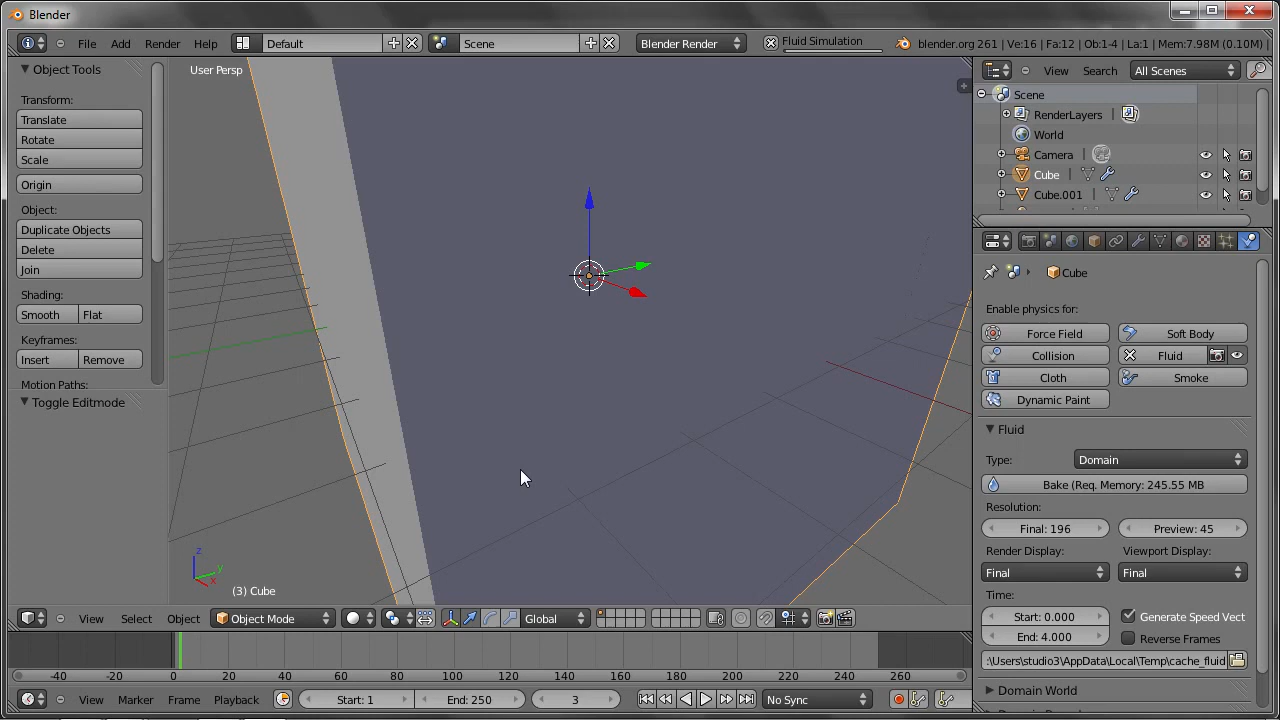 Blender
File Add Render Help Default Scene Blender Render Fluid Simulation blender.org 261 | Ve:16 | Fa:12 | Ob:1-4 | La:1 | Mem:7.98M (0.10M) |
Object Tools
Transform:
Translate
Rotate
Scale
Origin
Object:
Duplicate Objects
Delete
Join
Shading:
Smooth Flat
Keyframes:
Insert Remove
Motion Paths:
Toggle Editmode
User Persp
z
y
x
(3) Cube
View Select Object Object Mode Global
-40 -20 0 20 40 60 80 100 120 140 160 180 200 220 240 260
View Marker Frame Playback Start: 1 End: 250 3 No Sync
View Search All Scenes
Scene
RenderLayers
World
Camera
Cube
Cube.001
Cube
Enable physics for:
Force Field Soft Body
Collision Fluid
Cloth Smoke
Dynamic Paint
Fluid
Type: Domain
Bake (Req. Memory: 245.55 MB
Resolution:
Final: 196 Preview: 45
Render Display: Viewport Display:
Final Final
Time:
Start: 0.000 Generate Speed Vect
End: 4.000 Reverse Frames
:\Users\studio3\AppData\Local\Temp\cache_fluid
Domain World